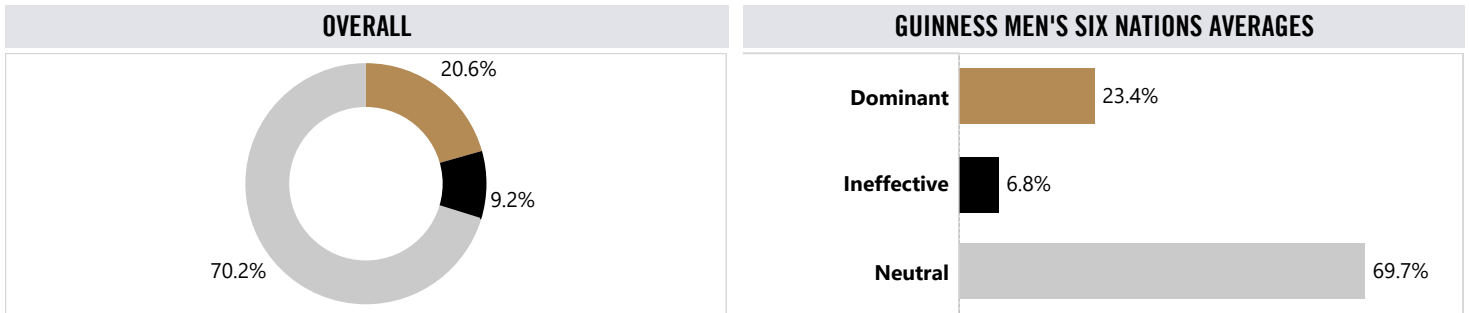 OVERALL
20.6%
9.2%
70.2%
GUINNESS MEN'S SIX NATIONS AVERAGES
Dominant 23.4%
Ineffective 6.8%
Neutral 69.7%